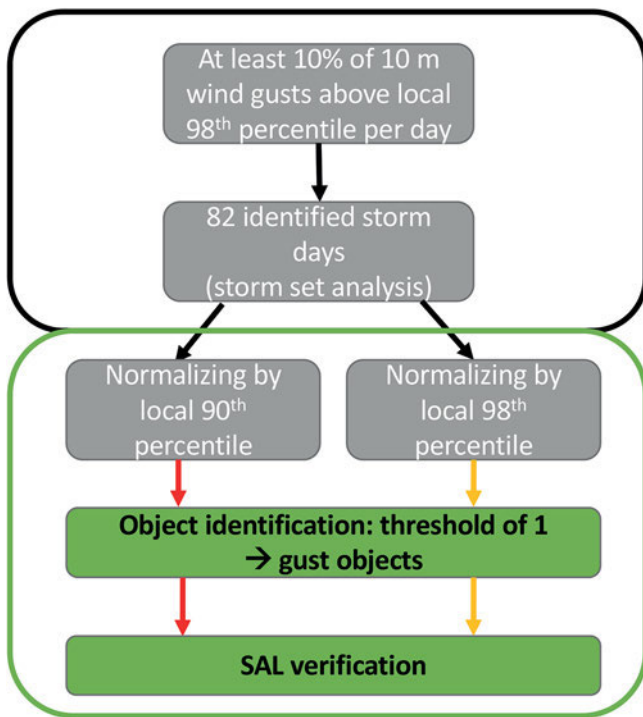 At least 10% of 10 m
wind gusts above local
98th percentile per day
82 identified storm
days
(storm set analysis)
Normalizing by
local 90th
percentile
Normalizing by
local 98th
percentile
Object identification: threshold of 1
→ gust objects
SAL verification